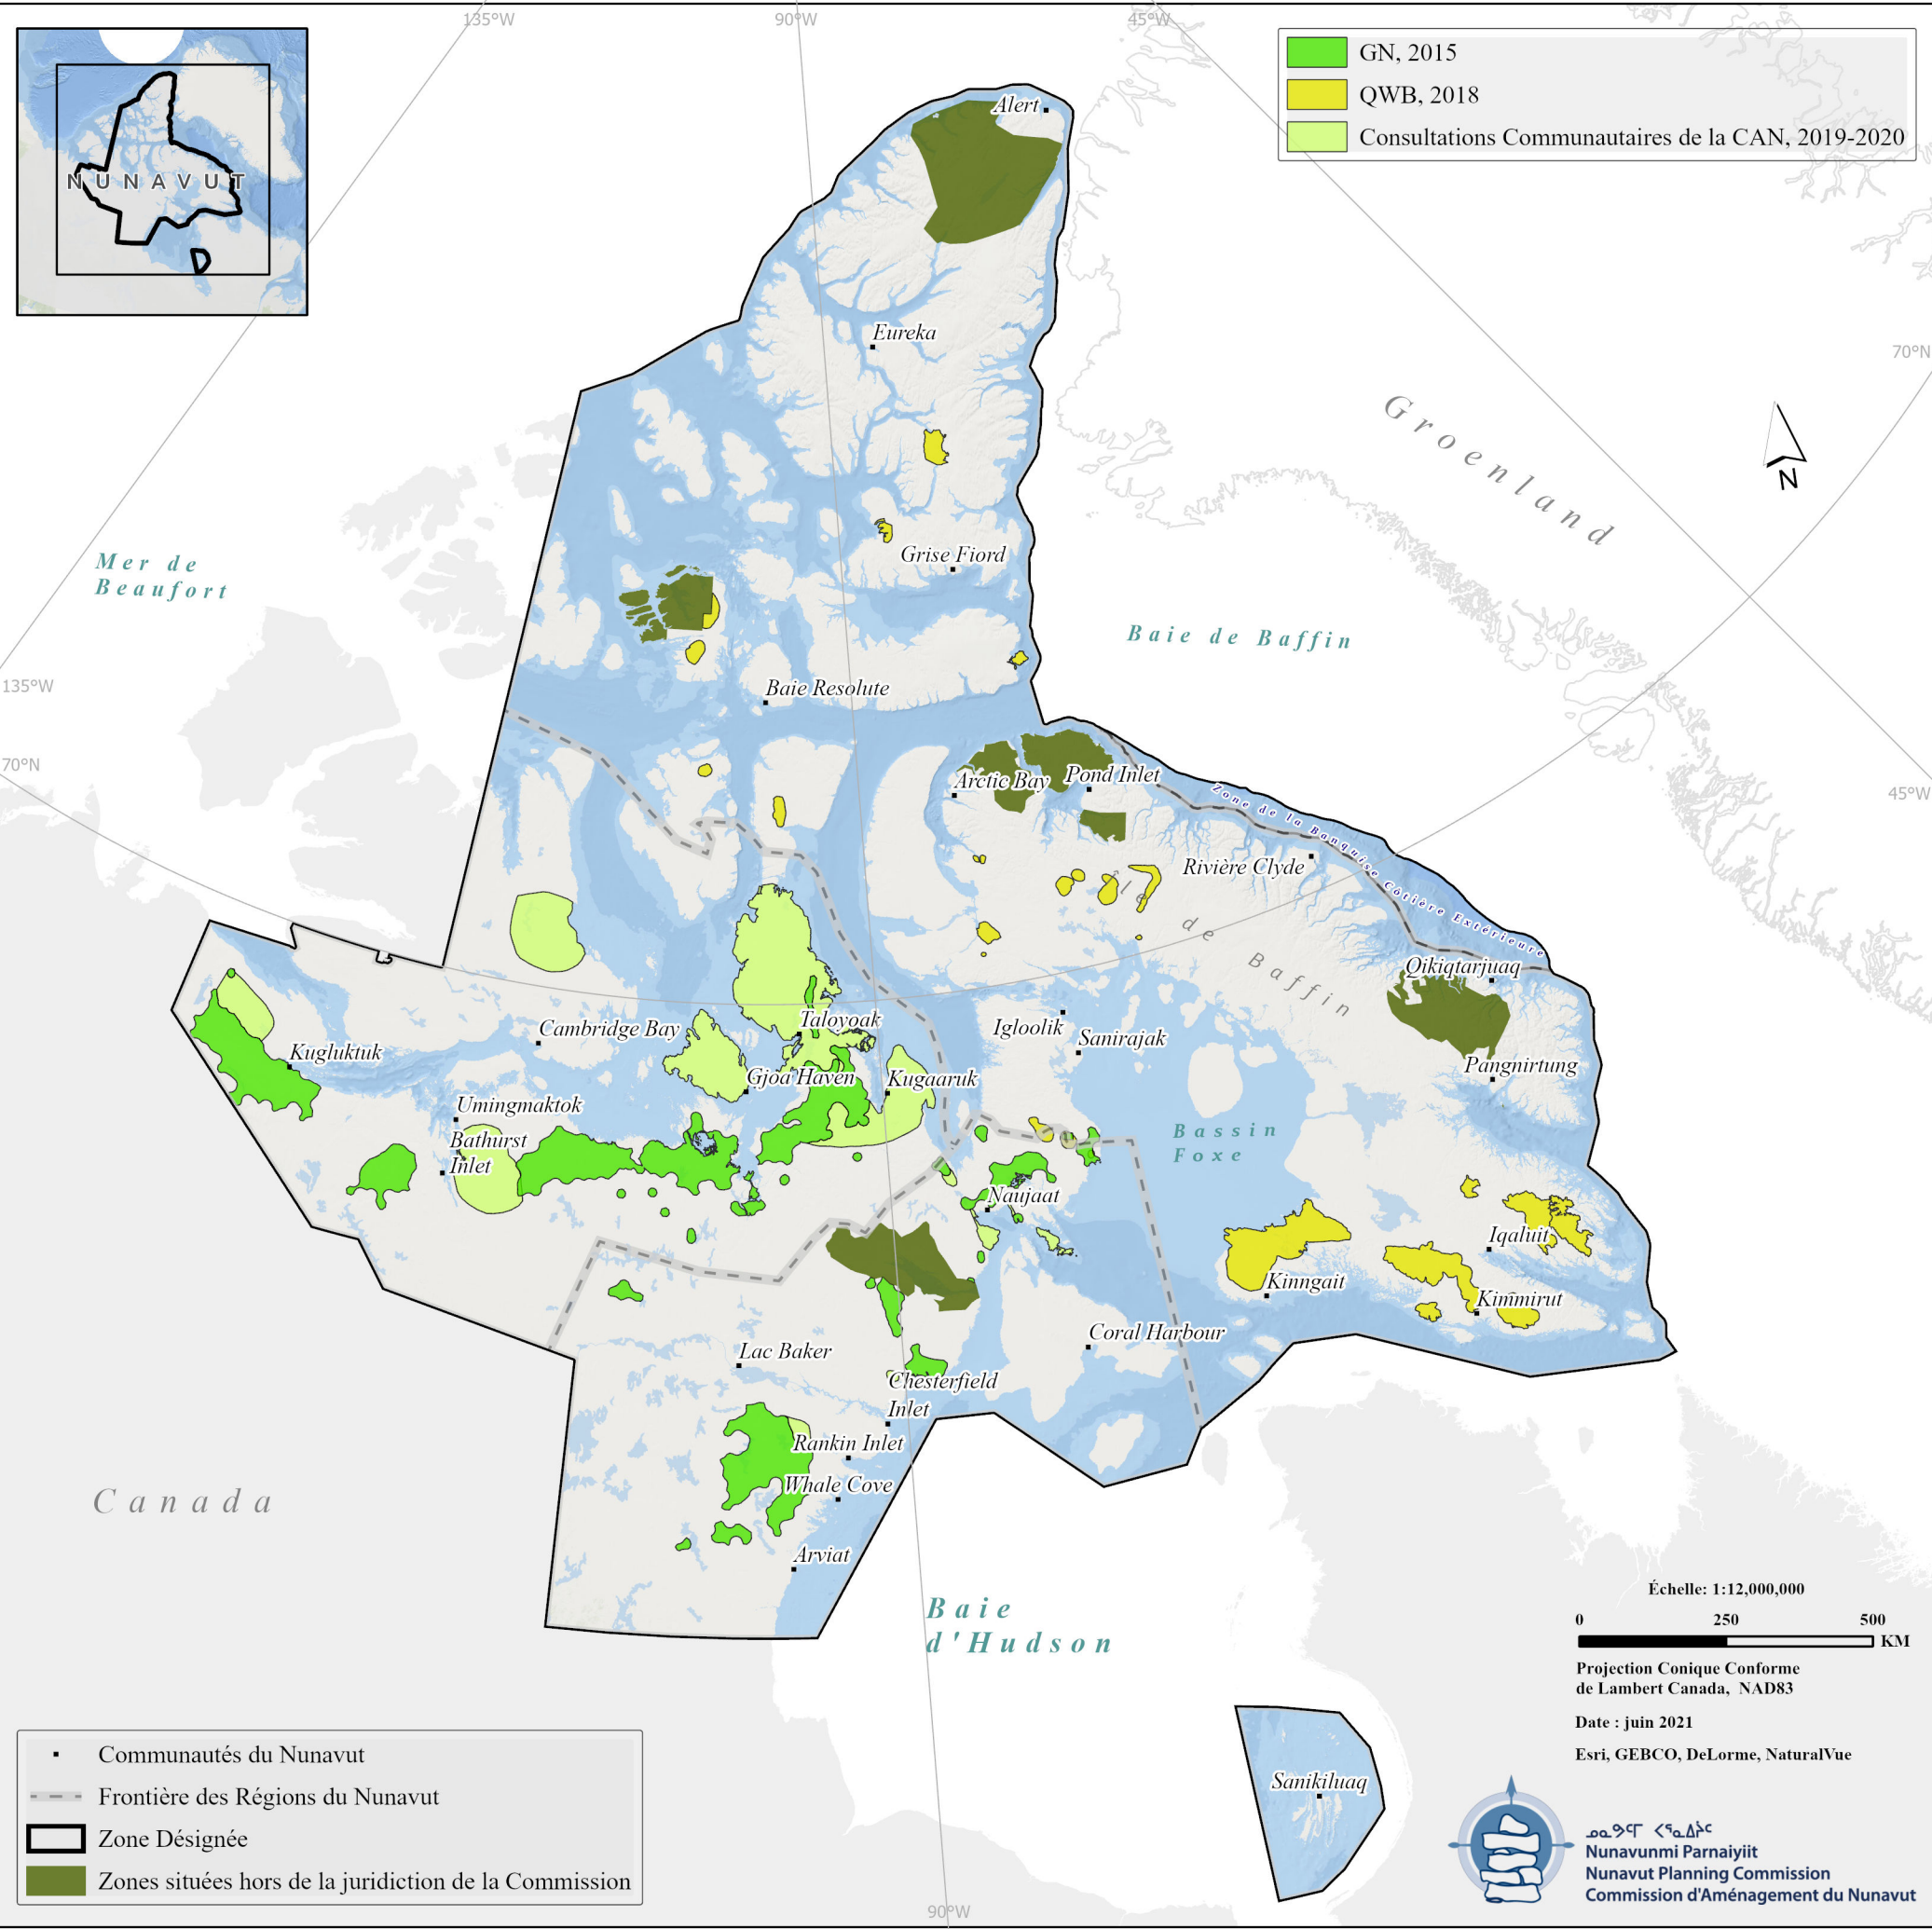 135°W
90°W
45°W
NUNAVUT
GN, 2015
QWB, 2018
Consultations Communautaires de la CAN, 2019-2020
Alert
Eureka
70°N
Groenland
N
Grise Fiord
Mer de
Beaufort
Baie de Baffin
135°W
Baie Resolute
70°N
Arctic Bay
Pond Inlet
45°W
Zone de la Banquise Côtière Extérieure
Rivière Clyde
Île de Baffin
Qikiqtarjuaq
Cambridge Bay
Taloyoak
Igloolik
Sanirajak
Kugluktuk
Pangnirtung
Gjoa Haven
Kugaaruk
Umingmaktok
Bathurst
Inlet
Bassin
Foxe
Naujaat
Iqaluit
Kinngait
Kimmirut
Coral Harbour
Lac Baker
Chesterfield
Inlet
Rankin Inlet
Whale Cove
Canada
Arviat
Baie
d'Hudson
Échelle: 1:12,000,000
0 250 500
KM
Projection Conique Conforme
de Lambert Canada, NAD83
Date : juin 2021
Esri, GEBCO, DeLorme, NaturalVue
Sanikiluaq
Communautés du Nunavut
Frontière des Régions du Nunavut
Zone Désignée
Zones situées hors de la juridiction de la Commission
ᓄᓇᕗᒻᒥ ᐸᕐᓇᐃᔩᑦ
Nunavunmi Parnaiyiit
Nunavut Planning Commission
Commission d'Aménagement du Nunavut
90°W